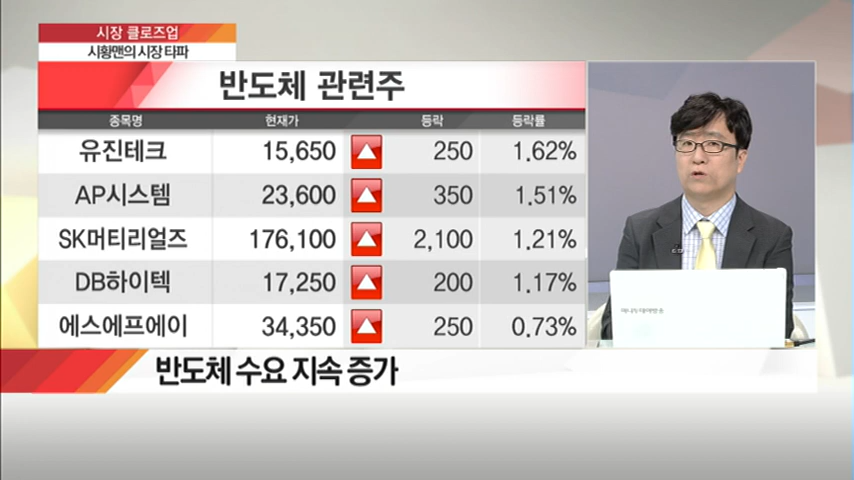 시장 클로즈업
시황맨의 시장 타파
반도체 관련주
종목명 현재가 등락 등락률
유진테크 15,650 250 1.62%
AP시스템 23,600 350 1.51%
SK머티리얼즈 176,100 2,100 1.21%
DB하이텍 17,250 200 1.17%
에스에프에이 34,350 250 0.73%
반도체 수요 지속 증가